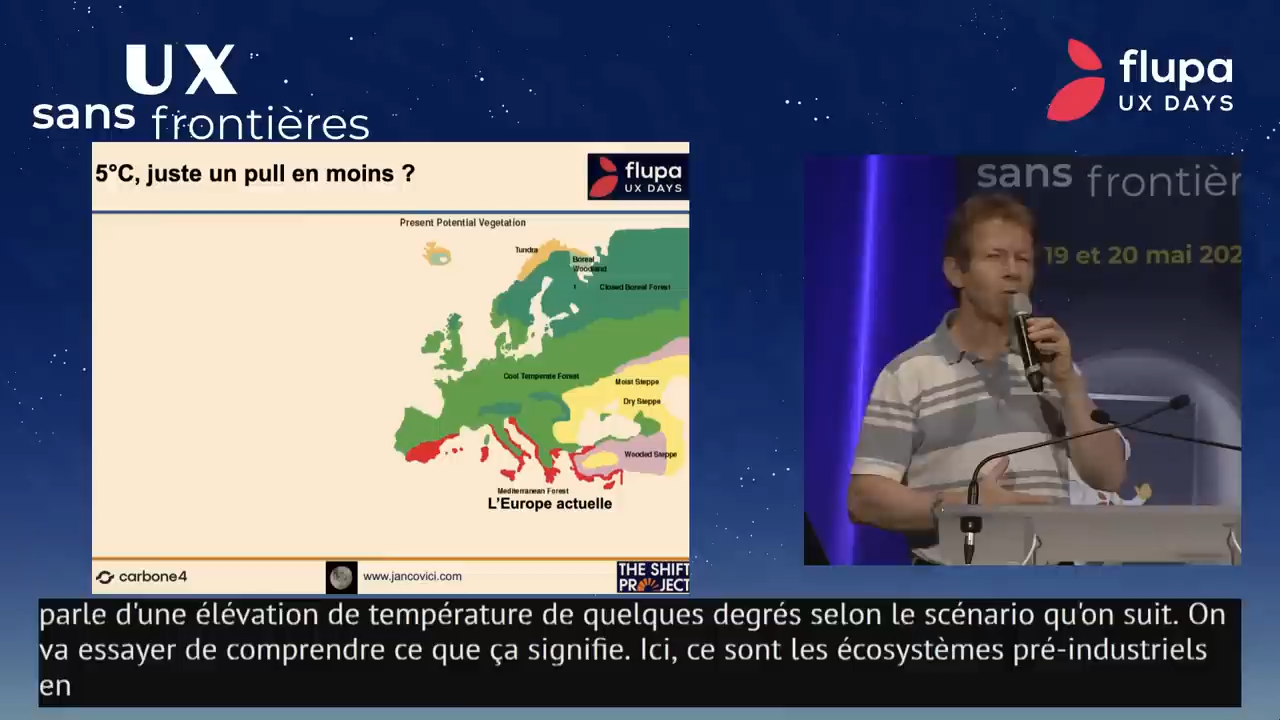 UX
sans frontières
flupa
UX DAYS
5°C, juste un pull en moins ?
flupa
UX DAYS
Present Potential Vegetation
Tundra
Boreal
Woodland
Closed Boreal Forest
Cool Temperate Forest
Moist Steppe
Dry Steppe
Wooded Steppe
Mediterranean Forest
L'Europe actuelle
carbone4
www.jancovici.com
THE SHIFT
PROJECT
sans frontièr
19 et 20 mai 202
parle d'une élévation de température de quelques degrés selon le scénario qu'on suit. On
va essayer de comprendre ce que ça signifie. Ici, ce sont les écosystèmes pré-industriels
en